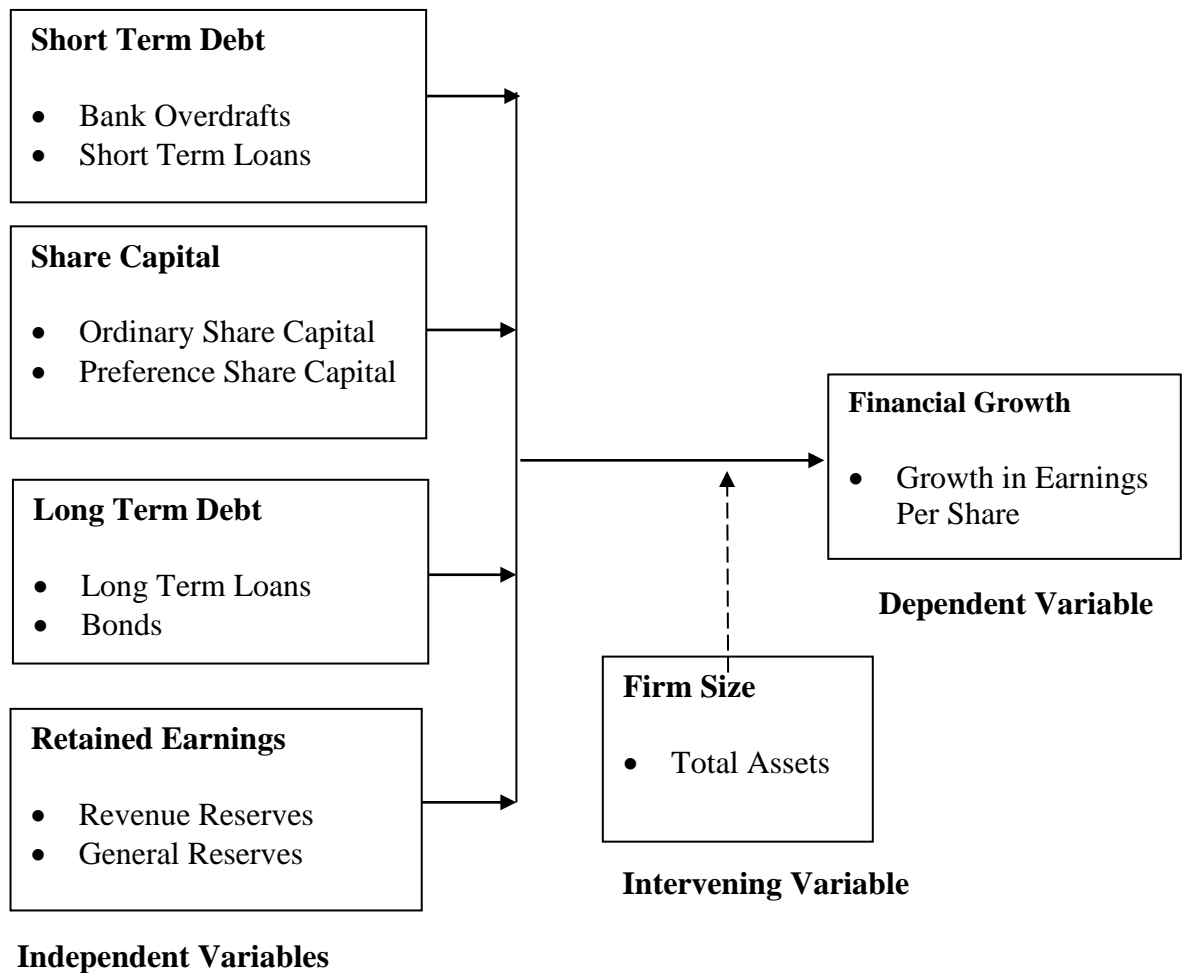 Short Term Debt
• Bank Overdrafts
• Short Term Loans
Share Capital
• Ordinary Share Capital
• Preference Share Capital
Long Term Debt
• Long Term Loans
• Bonds
Retained Earnings
• Revenue Reserves
• General Reserves
Independent Variables
Firm Size
• Total Assets
Intervening Variable
Financial Growth
• Growth in Earnings
Per Share
Dependent Variable